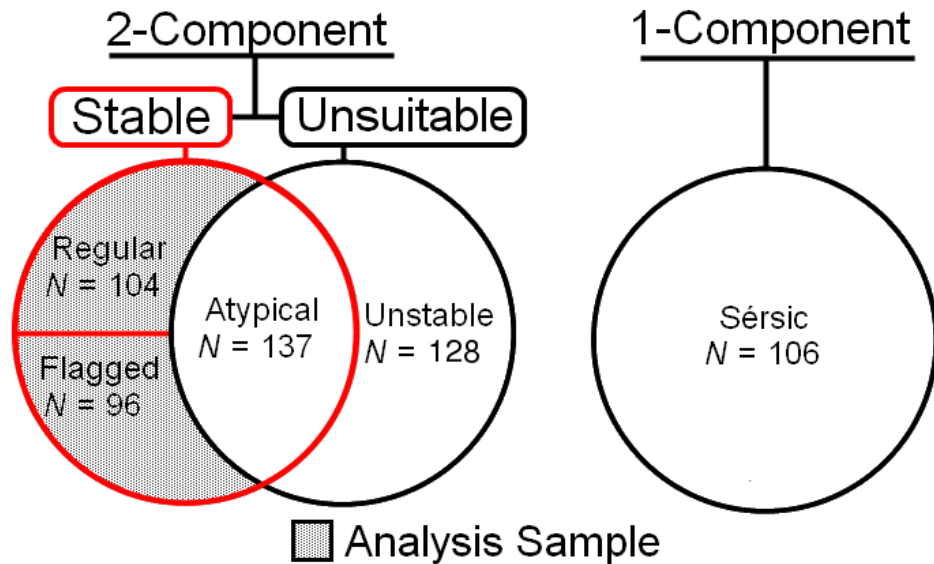 2-Component
1-Component
Stable
Unsuitable
Regular
N = 104
Flagged
N = 96
Atypical
N = 137
Unstable
N = 128
Sérsic
N = 106
Analysis Sample